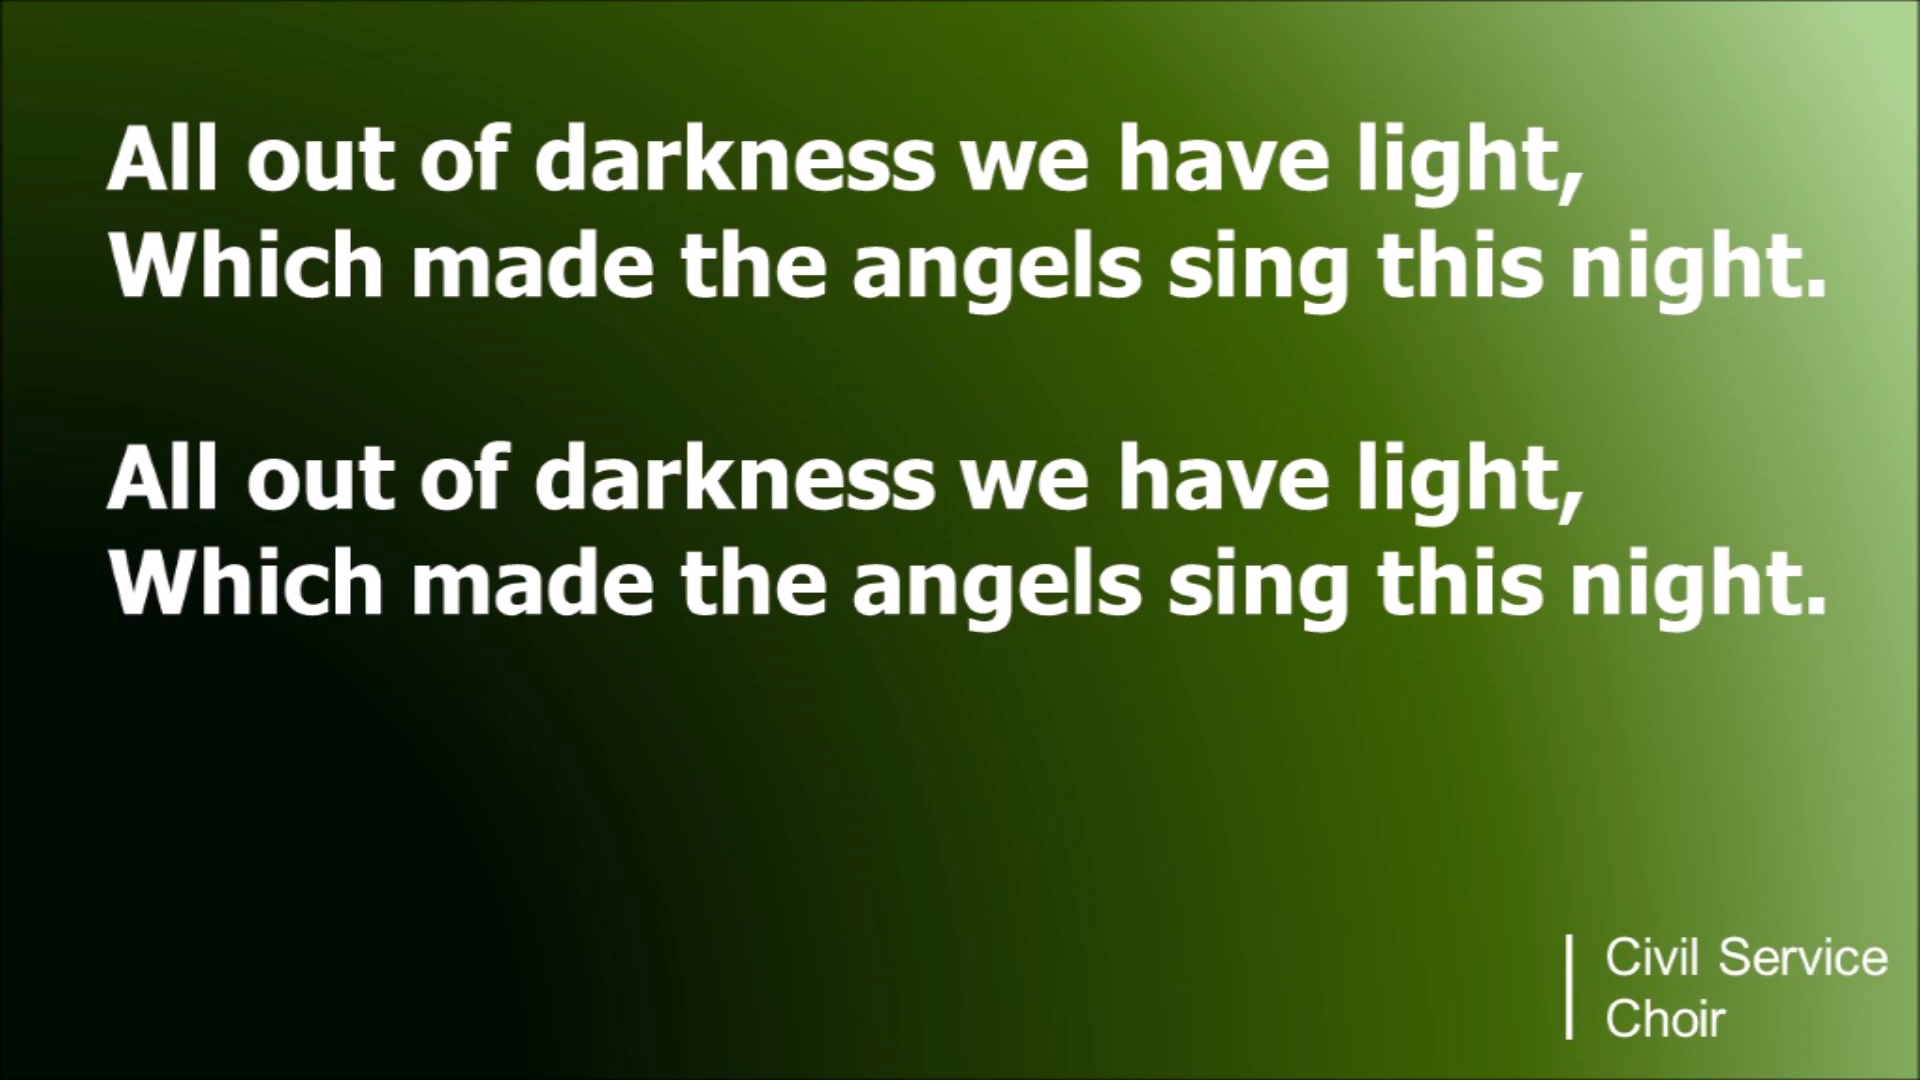 All out of darkness we have light,
Which made the angels sing this night.
All out of darkness we have light,
Which made the angels sing this night.
Civil Service
Choir